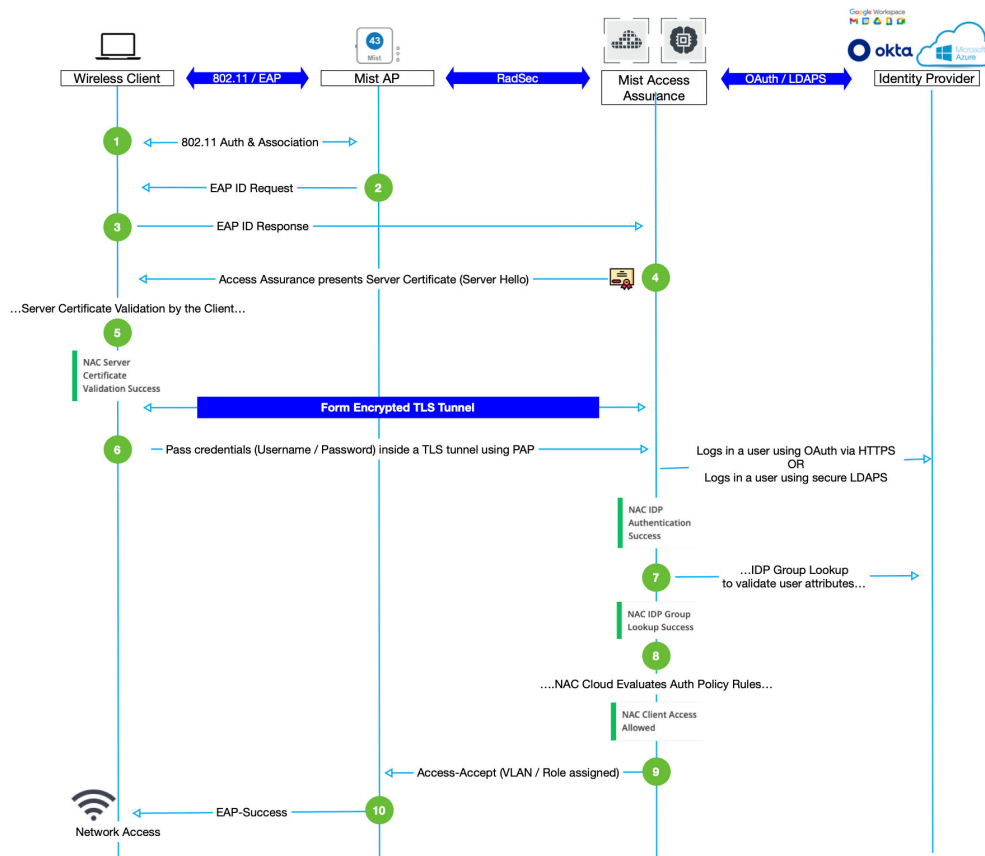 Google Workspace
okta
Microsoft
Azure
43
Mist
Wireless Client
802.11 / EAP
Mist AP
RadSec
Mist Access
Assurance
OAuth / LDAPS
Identity Provider
1
802.11 Auth & Association
EAP ID Request
2
3
EAP ID Response
Access Assurance presents Server Certificate (Server Hello)
4
...Server Certificate Validation by the Client...
5
NAC Server
Certificate
Validation Success
Form Encrypted TLS Tunnel
6
Pass credentials (Username / Password) inside a TLS tunnel using PAP
Logs in a user using OAuth via HTTPS
OR
Logs in a user using secure LDAPS
NAC IDP
Authentication
Success
7
...IDP Group Lookup
to validate user attributes...
NAC IDP Group
Lookup Success
8
....NAC Cloud Evaluates Auth Policy Rules...
NAC Client Access
Allowed
Access-Accept (VLAN / Role assigned)
9
EAP-Success
10
Network Access